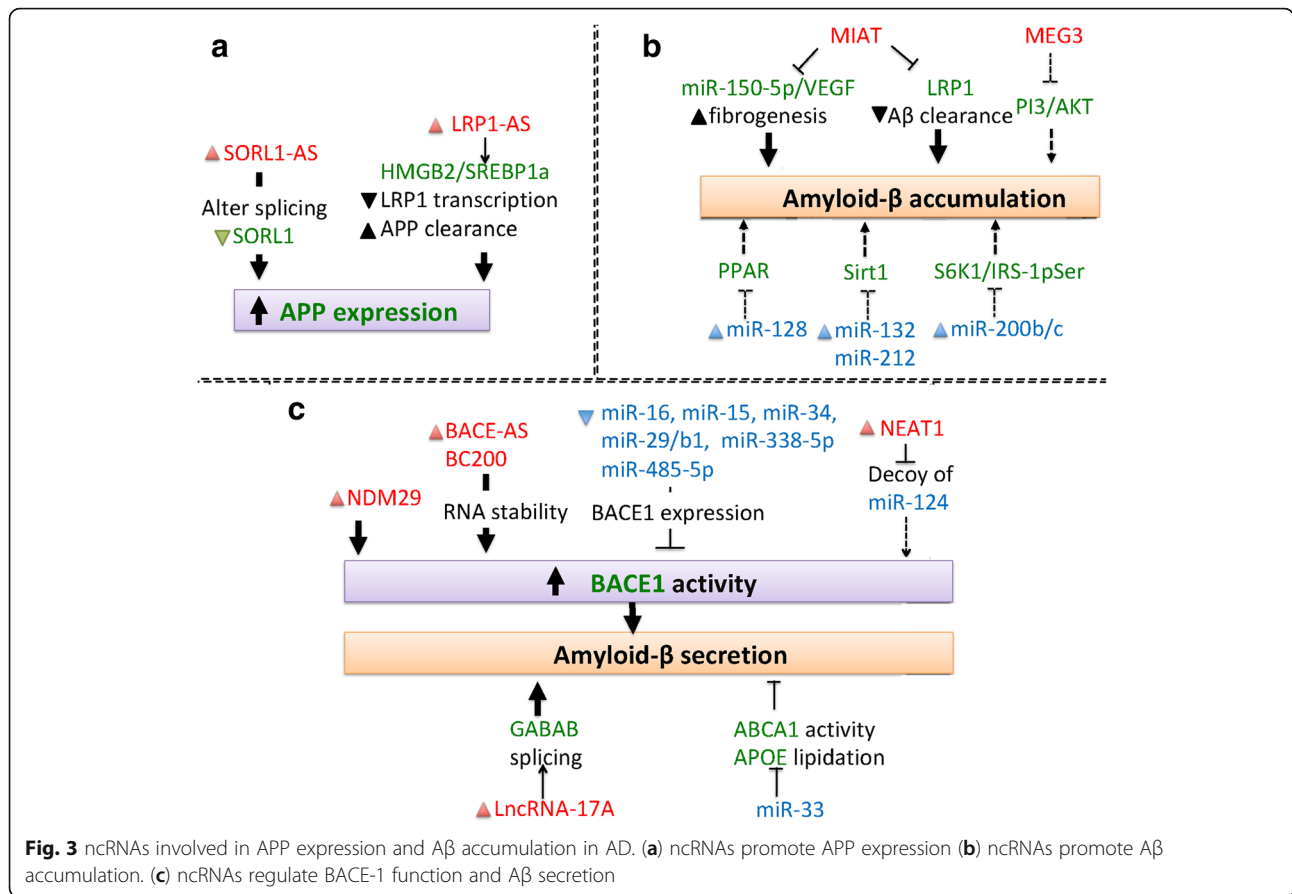 a
LRP1-AS
SORL1-AS
HMGB2/SREBP1a
Alter splicing
LRP1 transcription
SORL1
APP clearance
APP expression
b
MIAT
MEG3
miR-150-5p/VEGF
LRP1
fibrogenesis
Aβ clearance
PI3/AKT
Amyloid-β accumulation
PPAR
Sirt1
S6K1/IRS-1pSer
miR-128
miR-132
miR-200b/c
miR-212
c
BACE-AS
BC200
miR-16, miR-15, miR-34,
miR-29/b1, miR-338-5p
miR-485-5p
NEAT1
Decoy of
miR-124
NDM29
RNA stability
BACE1 expression
BACE1 activity
Amyloid-β secretion
GABAB
splicing
LncRNA-17A
ABCA1 activity
APOE lipidation
miR-33
Fig. 3 ncRNAs involved in APP expression and Aβ accumulation in AD. (a) ncRNAs promote APP expression (b) ncRNAs promote Aβ
accumulation. (c) ncRNAs regulate BACE-1 function and Aβ secretion